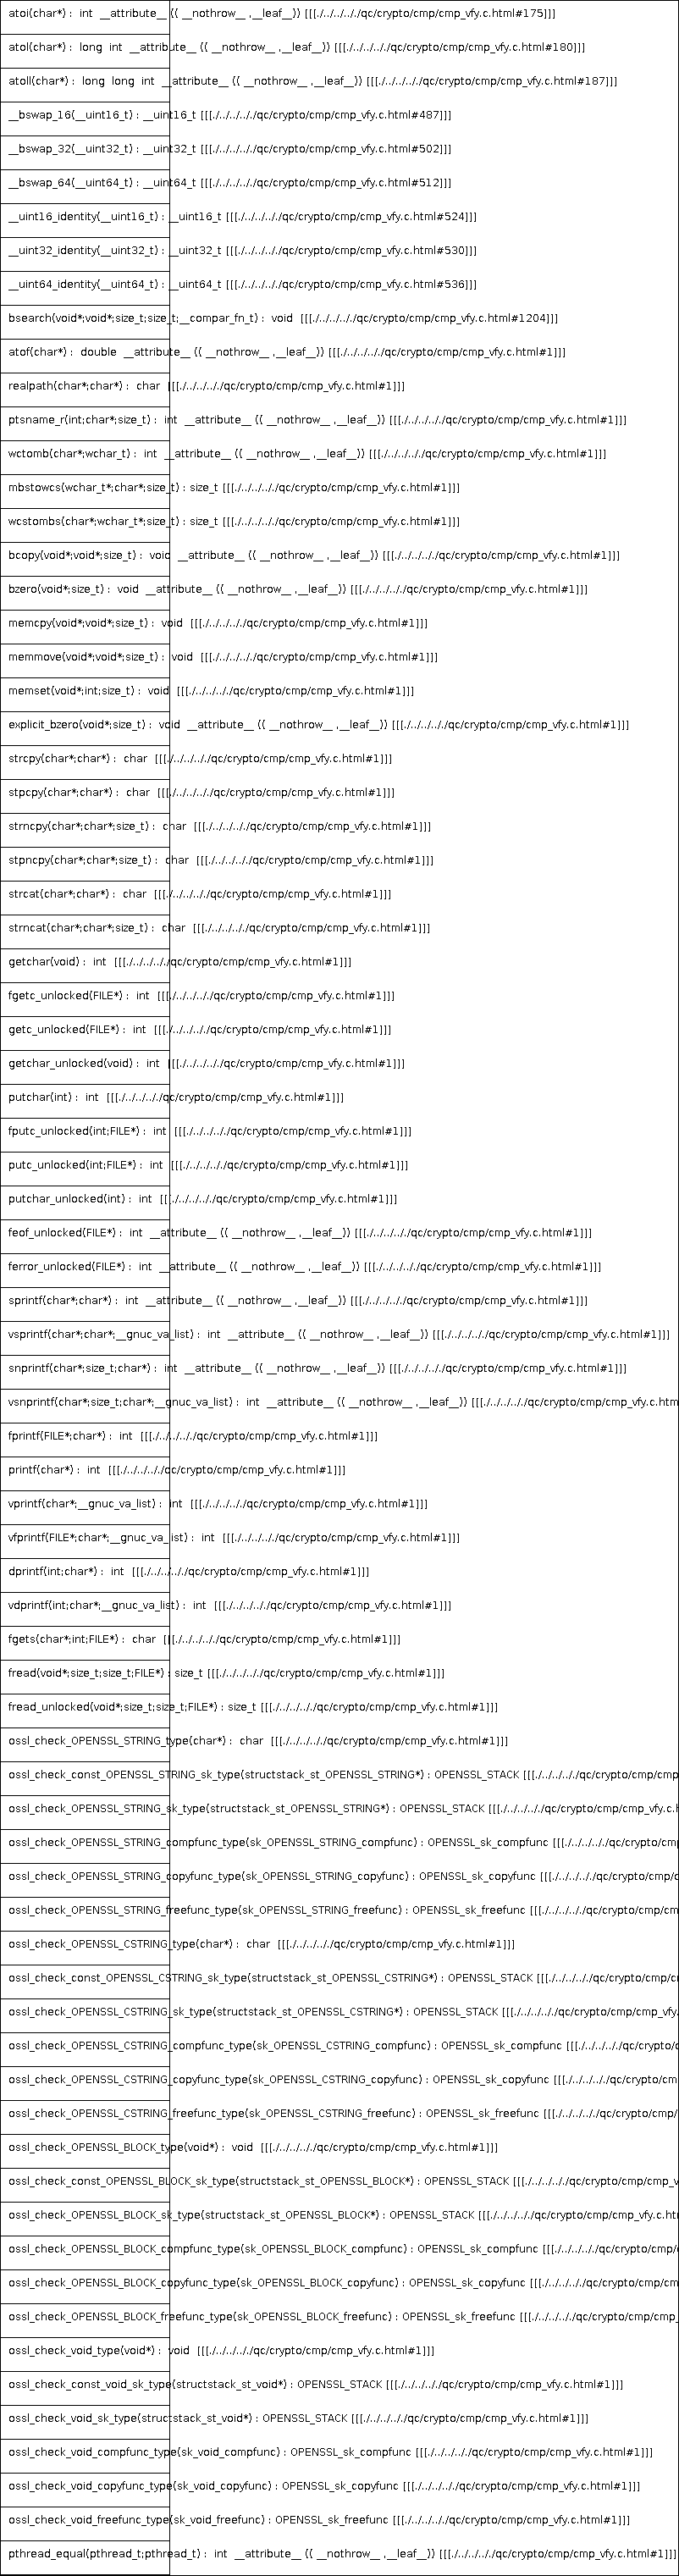 atoi(char*) :  int  __attribute__ (( __nothrow__ ,__leaf__)) [[[./../../../qc/crypto/cmp/cmp_vfy.c.html#175]]]
atol(char*) :  long  int  __attribute__ (( __nothrow__ ,__leaf__)) [[[./../../../qc/crypto/cmp/cmp_vfy.c.html#180]]]
atoll(char*) :  long  long  int  __attribute__ (( __nothrow__ ,__leaf__)) [[[./../../../qc/crypto/cmp/cmp_vfy.c.html#187]]]
__bswap_16(__uint16_t) : __uint16_t [[[./../../../qc/crypto/cmp/cmp_vfy.c.html#487]]]
__bswap_32(__uint32_t) : __uint32_t [[[./../../../qc/crypto/cmp/cmp_vfy.c.html#502]]]
__bswap_64(__uint64_t) : __uint64_t [[[./../../../qc/crypto/cmp/cmp_vfy.c.html#512]]]
__uint16_identity(__uint16_t) : __uint16_t [[[./../../../qc/crypto/cmp/cmp_vfy.c.html#524]]]
__uint32_identity(__uint32_t) : __uint32_t [[[./../../../qc/crypto/cmp/cmp_vfy.c.html#530]]]
__uint64_identity(__uint64_t) : __uint64_t [[[./../../../qc/crypto/cmp/cmp_vfy.c.html#536]]]
bsearch(void*;void*;size_t;size_t;__compar_fn_t) :  void  [[[./../../../qc/crypto/cmp/cmp_vfy.c.html#1204]]]
atof(char*) :  double  __attribute__ (( __nothrow__ ,__leaf__)) [[[./../../../qc/crypto/cmp/cmp_vfy.c.html#1]]]
realpath(char*;char*) :  char  [[[./../../../qc/crypto/cmp/cmp_vfy.c.html#1]]]
ptsname_r(int;char*;size_t) :  int  __attribute__ (( __nothrow__ ,__leaf__)) [[[./../../../qc/crypto/cmp/cmp_vfy.c.html#1]]]
wctomb(char*;wchar_t) :  int  __attribute__ (( __nothrow__ ,__leaf__)) [[[./../../../qc/crypto/cmp/cmp_vfy.c.html#1]]]
mbstowcs(wchar_t*;char*;size_t) : size_t [[[./../../../qc/crypto/cmp/cmp_vfy.c.html#1]]]
wcstombs(char*;wchar_t*;size_t) : size_t [[[./../../../qc/crypto/cmp/cmp_vfy.c.html#1]]]
bcopy(void*;void*;size_t) :  void  __attribute__ (( __nothrow__ ,__leaf__)) [[[./../../../qc/crypto/cmp/cmp_vfy.c.html#1]]]
bzero(void*;size_t) :  void  __attribute__ (( __nothrow__ ,__leaf__)) [[[./../../../qc/crypto/cmp/cmp_vfy.c.html#1]]]
memcpy(void*;void*;size_t) :  void  [[[./../../../qc/crypto/cmp/cmp_vfy.c.html#1]]]
memmove(void*;void*;size_t) :  void  [[[./../../../qc/crypto/cmp/cmp_vfy.c.html#1]]]
memset(void*;int;size_t) :  void  [[[./../../../qc/crypto/cmp/cmp_vfy.c.html#1]]]
explicit_bzero(void*;size_t) :  void  __attribute__ (( __nothrow__ ,__leaf__)) [[[./../../../qc/crypto/cmp/cmp_vfy.c.html#1]]]
strcpy(char*;char*) :  char  [[[./../../../qc/crypto/cmp/cmp_vfy.c.html#1]]]
stpcpy(char*;char*) :  char  [[[./../../../qc/crypto/cmp/cmp_vfy.c.html#1]]]
strncpy(char*;char*;size_t) :  char  [[[./../../../qc/crypto/cmp/cmp_vfy.c.html#1]]]
stpncpy(char*;char*;size_t) :  char  [[[./../../../qc/crypto/cmp/cmp_vfy.c.html#1]]]
strcat(char*;char*) :  char  [[[./../../../qc/crypto/cmp/cmp_vfy.c.html#1]]]
strncat(char*;char*;size_t) :  char  [[[./../../../qc/crypto/cmp/cmp_vfy.c.html#1]]]
getchar(void) :  int  [[[./../../../qc/crypto/cmp/cmp_vfy.c.html#1]]]
fgetc_unlocked(FILE*) :  int  [[[./../../../qc/crypto/cmp/cmp_vfy.c.html#1]]]
getc_unlocked(FILE*) :  int  [[[./../../../qc/crypto/cmp/cmp_vfy.c.html#1]]]
getchar_unlocked(void) :  int  [[[./../../../qc/crypto/cmp/cmp_vfy.c.html#1]]]
putchar(int) :  int  [[[./../../../qc/crypto/cmp/cmp_vfy.c.html#1]]]
fputc_unlocked(int;FILE*) :  int  [[[./../../../qc/crypto/cmp/cmp_vfy.c.html#1]]]
putc_unlocked(int;FILE*) :  int  [[[./../../../qc/crypto/cmp/cmp_vfy.c.html#1]]]
putchar_unlocked(int) :  int  [[[./../../../qc/crypto/cmp/cmp_vfy.c.html#1]]]
feof_unlocked(FILE*) :  int  __attribute__ (( __nothrow__ ,__leaf__)) [[[./../../../qc/crypto/cmp/cmp_vfy.c.html#1]]]
ferror_unlocked(FILE*) :  int  __attribute__ (( __nothrow__ ,__leaf__)) [[[./../../../qc/crypto/cmp/cmp_vfy.c.html#1]]]
sprintf(char*;char*) :  int  __attribute__ (( __nothrow__ ,__leaf__)) [[[./../../../qc/crypto/cmp/cmp_vfy.c.html#1]]]
vsprintf(char*;char*;__gnuc_va_list) :  int  __attribute__ (( __nothrow__ ,__leaf__)) [[[./../../../qc/crypto/cmp/cmp_vfy.c.html#1]]]
snprintf(char*;size_t;char*) :  int  __attribute__ (( __nothrow__ ,__leaf__)) [[[./../../../qc/crypto/cmp/cmp_vfy.c.html#1]]]
vsnprintf(char*;size_t;char*;__gnuc_va_list) :  int  __attribute__ (( __nothrow__ ,__leaf__)) [[[./../../../qc/crypto/cmp/cmp_vfy.c.htm
fprintf(FILE*;char*) :  int  [[[./../../../qc/crypto/cmp/cmp_vfy.c.html#1]]]
printf(char*) :  int  [[[./../../../qc/crypto/cmp/cmp_vfy.c.html#1]]]
vprintf(char*;__gnuc_va_list) :  int  [[[./../../../qc/crypto/cmp/cmp_vfy.c.html#1]]]
vfprintf(FILE*;char*;__gnuc_va_list) :  int  [[[./../../../qc/crypto/cmp/cmp_vfy.c.html#1]]]
dprintf(int;char*) :  int  [[[./../../../qc/crypto/cmp/cmp_vfy.c.html#1]]]
vdprintf(int;char*;__gnuc_va_list) :  int  [[[./../../../qc/crypto/cmp/cmp_vfy.c.html#1]]]
fgets(char*;int;FILE*) :  char  [[[./../../../qc/crypto/cmp/cmp_vfy.c.html#1]]]
fread(void*;size_t;size_t;FILE*) : size_t [[[./../../../qc/crypto/cmp/cmp_vfy.c.html#1]]]
fread_unlocked(void*;size_t;size_t;FILE*) : size_t [[[./../../../qc/crypto/cmp/cmp_vfy.c.html#1]]]
ossl_check_OPENSSL_STRING_type(char*) :  char  [[[./../../../qc/crypto/cmp/cmp_vfy.c.html#1]]]
ossl_check_const_OPENSSL_STRING_sk_type(structstack_st_OPENSSL_STRING*) : OPENSSL_STACK [[[./../../../qc/crypto/cmp/cmp
ossl_check_OPENSSL_STRING_sk_type(structstack_st_OPENSSL_STRING*) : OPENSSL_STACK [[[./../../../qc/crypto/cmp/cmp_vfy.c.h
ossl_check_OPENSSL_STRING_compfunc_type(sk_OPENSSL_STRING_compfunc) : OPENSSL_sk_compfunc [[[./../../../qc/crypto/cm
ossl_check_OPENSSL_STRING_copyfunc_type(sk_OPENSSL_STRING_copyfunc) : OPENSSL_sk_copyfunc [[[./../../../qc/crypto/cmp/c
ossl_check_OPENSSL_STRING_freefunc_type(sk_OPENSSL_STRING_freefunc) : OPENSSL_sk_freefunc [[[./../../../qc/crypto/cmp/cm
ossl_check_OPENSSL_CSTRING_type(char*) :  char  [[[./../../../qc/crypto/cmp/cmp_vfy.c.html#1]]]
ossl_check_const_OPENSSL_CSTRING_sk_type(structstack_st_OPENSSL_CSTRING*) : OPENSSL_STACK [[[./../../../qc/crypto/cmp/c
ossl_check_OPENSSL_CSTRING_sk_type(structstack_st_OPENSSL_CSTRING*) : OPENSSL_STACK [[[./../../../qc/crypto/cmp/cmp_vfy.
ossl_check_OPENSSL_CSTRING_compfunc_type(sk_OPENSSL_CSTRING_compfunc) : OPENSSL_sk_compfunc [[[./../../../qc/crypto/c
ossl_check_OPENSSL_CSTRING_copyfunc_type(sk_OPENSSL_CSTRING_copyfunc) : OPENSSL_sk_copyfunc [[[./../../../qc/crypto/cm
ossl_check_OPENSSL_CSTRING_freefunc_type(sk_OPENSSL_CSTRING_freefunc) : OPENSSL_sk_freefunc [[[./../../../qc/crypto/cmp/
ossl_check_OPENSSL_BLOCK_type(void*) :  void  [[[./../../../qc/crypto/cmp/cmp_vfy.c.html#1]]]
ossl_check_const_OPENSSL_BLOCK_sk_type(structstack_st_OPENSSL_BLOCK*) : OPENSSL_STACK [[[./../../../qc/crypto/cmp/cmp_v
ossl_check_OPENSSL_BLOCK_sk_type(structstack_st_OPENSSL_BLOCK*) : OPENSSL_STACK [[[./../../../qc/crypto/cmp/cmp_vfy.c.ht
ossl_check_OPENSSL_BLOCK_compfunc_type(sk_OPENSSL_BLOCK_compfunc) : OPENSSL_sk_compfunc [[[./../../../qc/crypto/cmp/
ossl_check_OPENSSL_BLOCK_copyfunc_type(sk_OPENSSL_BLOCK_copyfunc) : OPENSSL_sk_copyfunc [[[./../../../qc/crypto/cmp/cm
ossl_check_OPENSSL_BLOCK_freefunc_type(sk_OPENSSL_BLOCK_freefunc) : OPENSSL_sk_freefunc [[[./../../../qc/crypto/cmp/cmp_
ossl_check_void_type(void*) :  void  [[[./../../../qc/crypto/cmp/cmp_vfy.c.html#1]]]
ossl_check_const_void_sk_type(structstack_st_void*) : OPENSSL_STACK [[[./../../../qc/crypto/cmp/cmp_vfy.c.html#1]]]
ossl_check_void_sk_type(structstack_st_void*) : OPENSSL_STACK [[[./../../../qc/crypto/cmp/cmp_vfy.c.html#1]]]
ossl_check_void_compfunc_type(sk_void_compfunc) : OPENSSL_sk_compfunc [[[./../../../qc/crypto/cmp/cmp_vfy.c.html#1]]]
ossl_check_void_copyfunc_type(sk_void_copyfunc) : OPENSSL_sk_copyfunc [[[./../../../qc/crypto/cmp/cmp_vfy.c.html#1]]]
ossl_check_void_freefunc_type(sk_void_freefunc) : OPENSSL_sk_freefunc [[[./../../../qc/crypto/cmp/cmp_vfy.c.html#1]]]
pthread_equal(pthread_t;pthread_t) :  int  __attribute__ (( __nothrow__ ,__leaf__)) [[[./../../../qc/crypto/cmp/cmp_vfy.c.html#1]]]